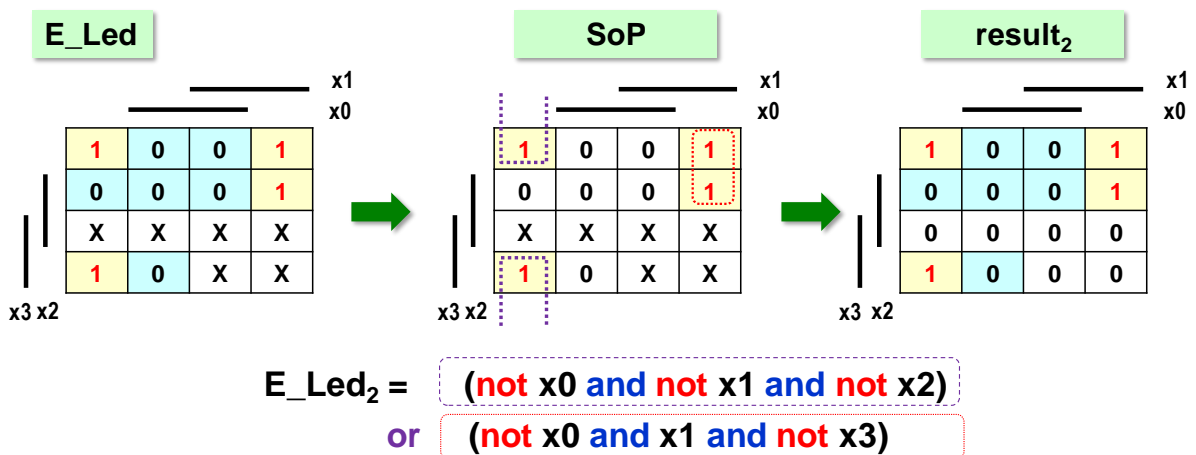 E_Led SoP result₂
x1 x1 x1
x0 x0 x0
1 0 0 1 1 0 0 1 1 0 0 1
0 0 0 1 0 0 0 1 0 0 0 1
X X X X X X X X 0 0 0 0
1 0 X X 1 0 X X 1 0 0 0
x3 x2 x3 x2 x3 x2
E_Led₂ = (not x0 and not x1 and not x2)
or (not x0 and x1 and not x3)